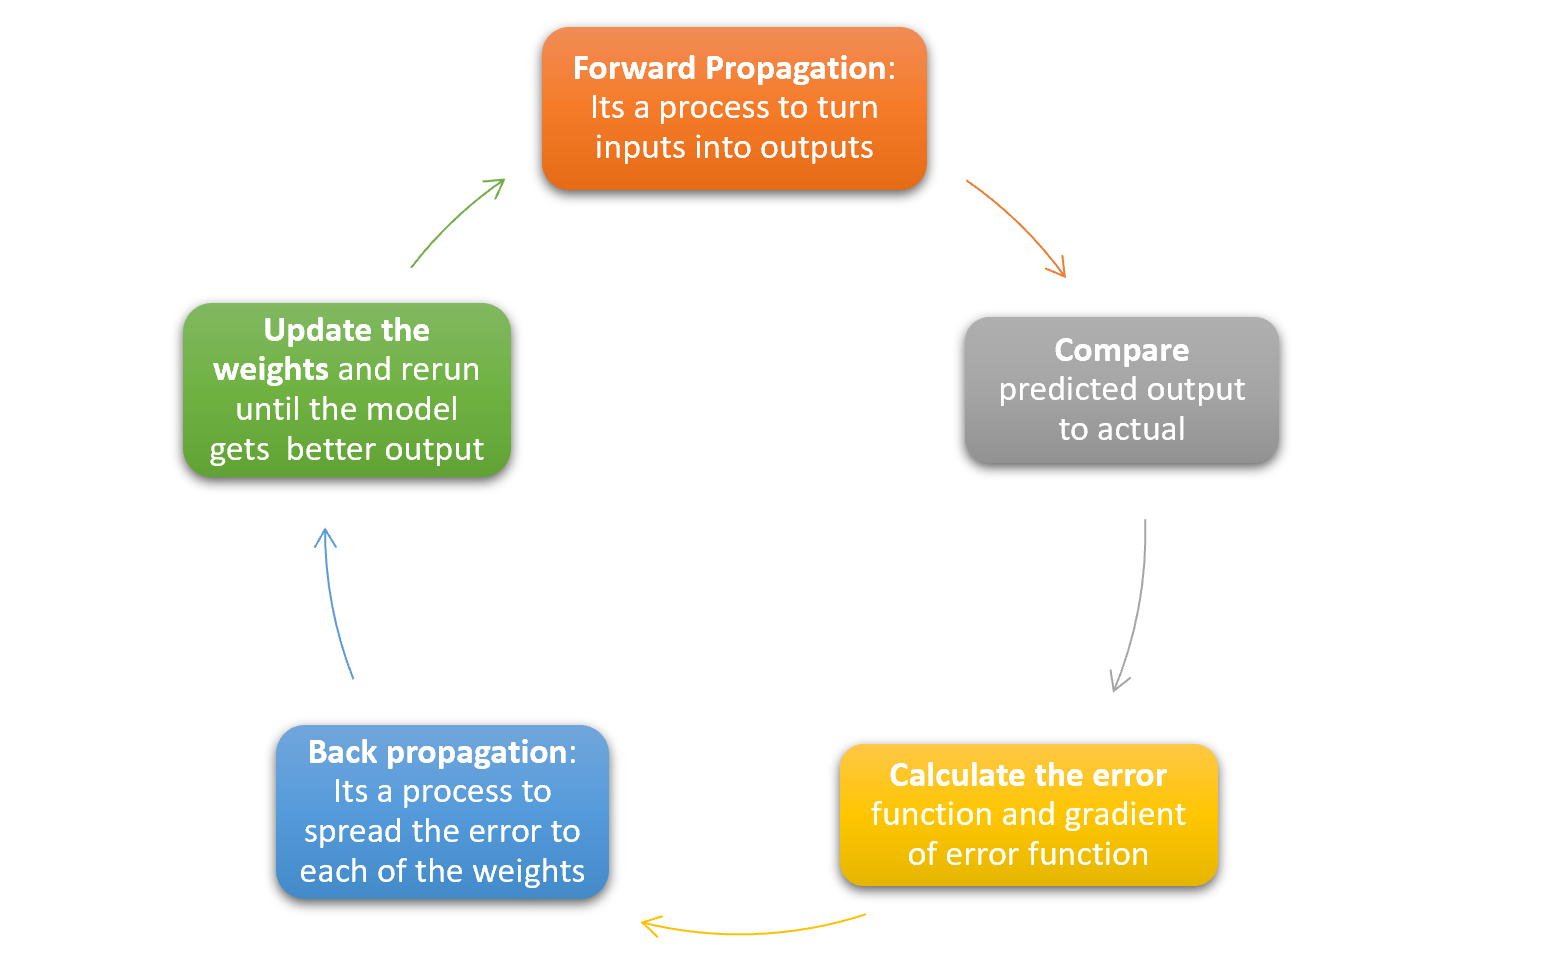 Forward Propagation:
Its a process to turn
inputs into outputs
Compare
predicted output
to actual
Calculate the error
function and gradient
of error function
Back propagation:
Its a process to
spread the error to
each of the weights
Update the
weights and rerun
until the model
gets  better output